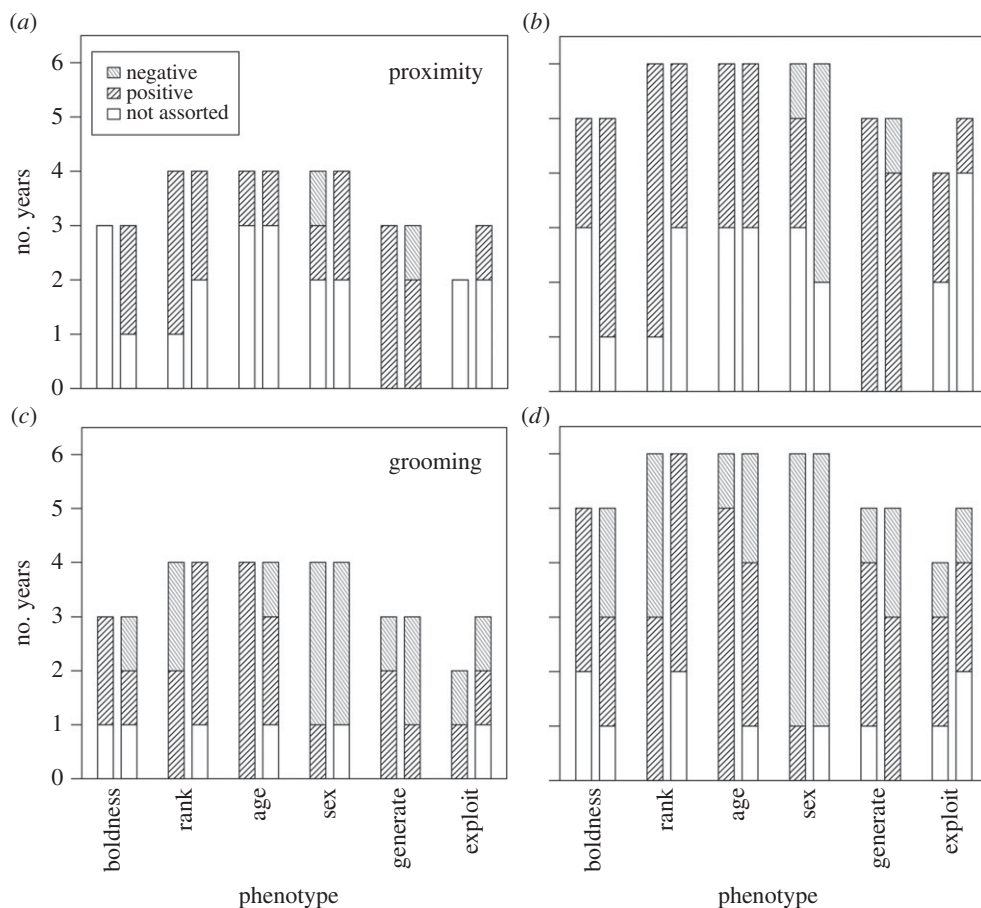 (a)
(b)
negative
positive
not assorted
proximity
6
5
4
3
2
1
0
no. years
(c)
(d)
grooming
6
5
4
3
2
1
0
no. years
boldness
rank
age
sex
generate
exploit
phenotype
boldness
rank
age
sex
generate
exploit
phenotype